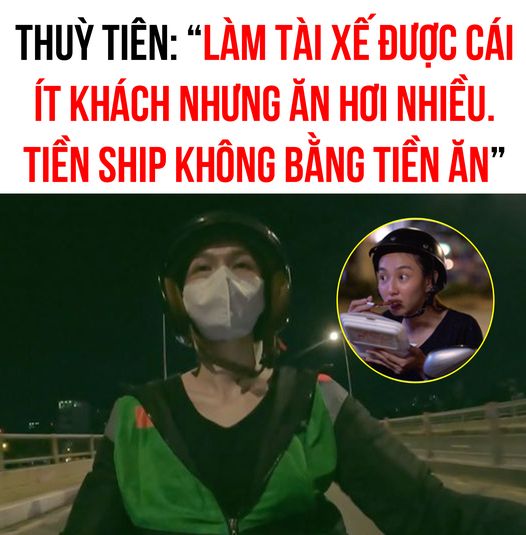 THUỲ TIÊN: “LÀM TÀI XẾ ĐƯỢC CÁI
ÍT KHÁCH NHƯNG ĂN HƠI NHIỀU.
TIỀN SHIP KHÔNG BẰNG TIỀN ĂN”